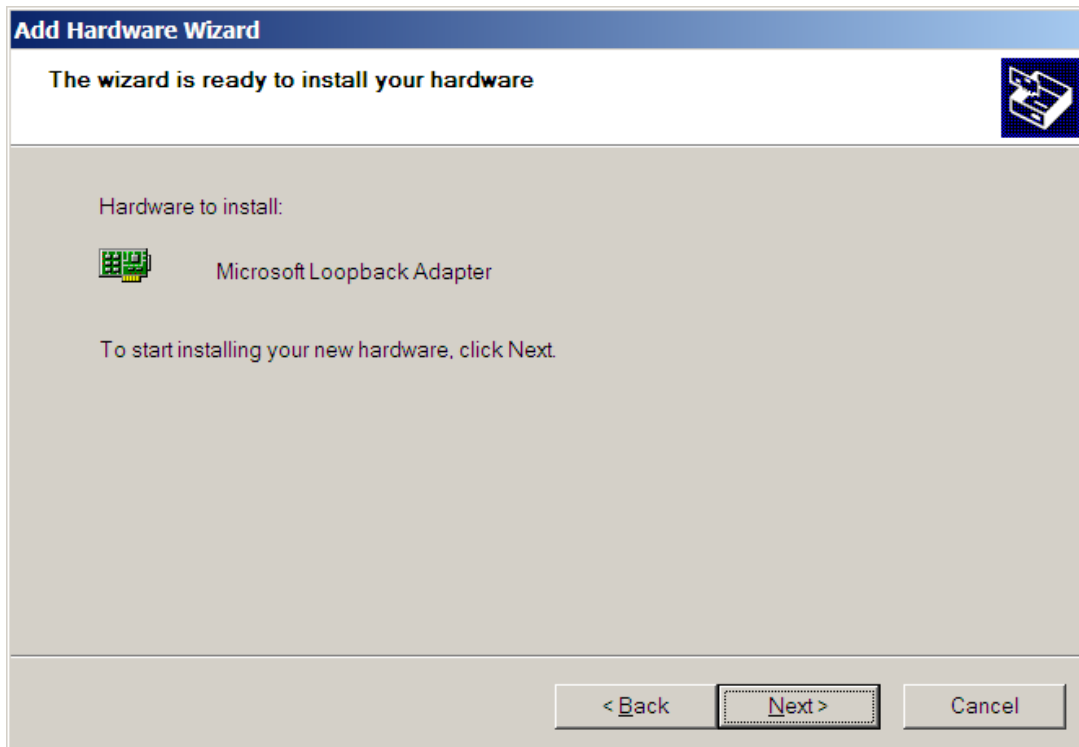 Add Hardware Wizard
The wizard is ready to install your hardware
Hardware to install:
Microsoft Loopback Adapter
To start installing your new hardware, click Next.
< Back Next > Cancel